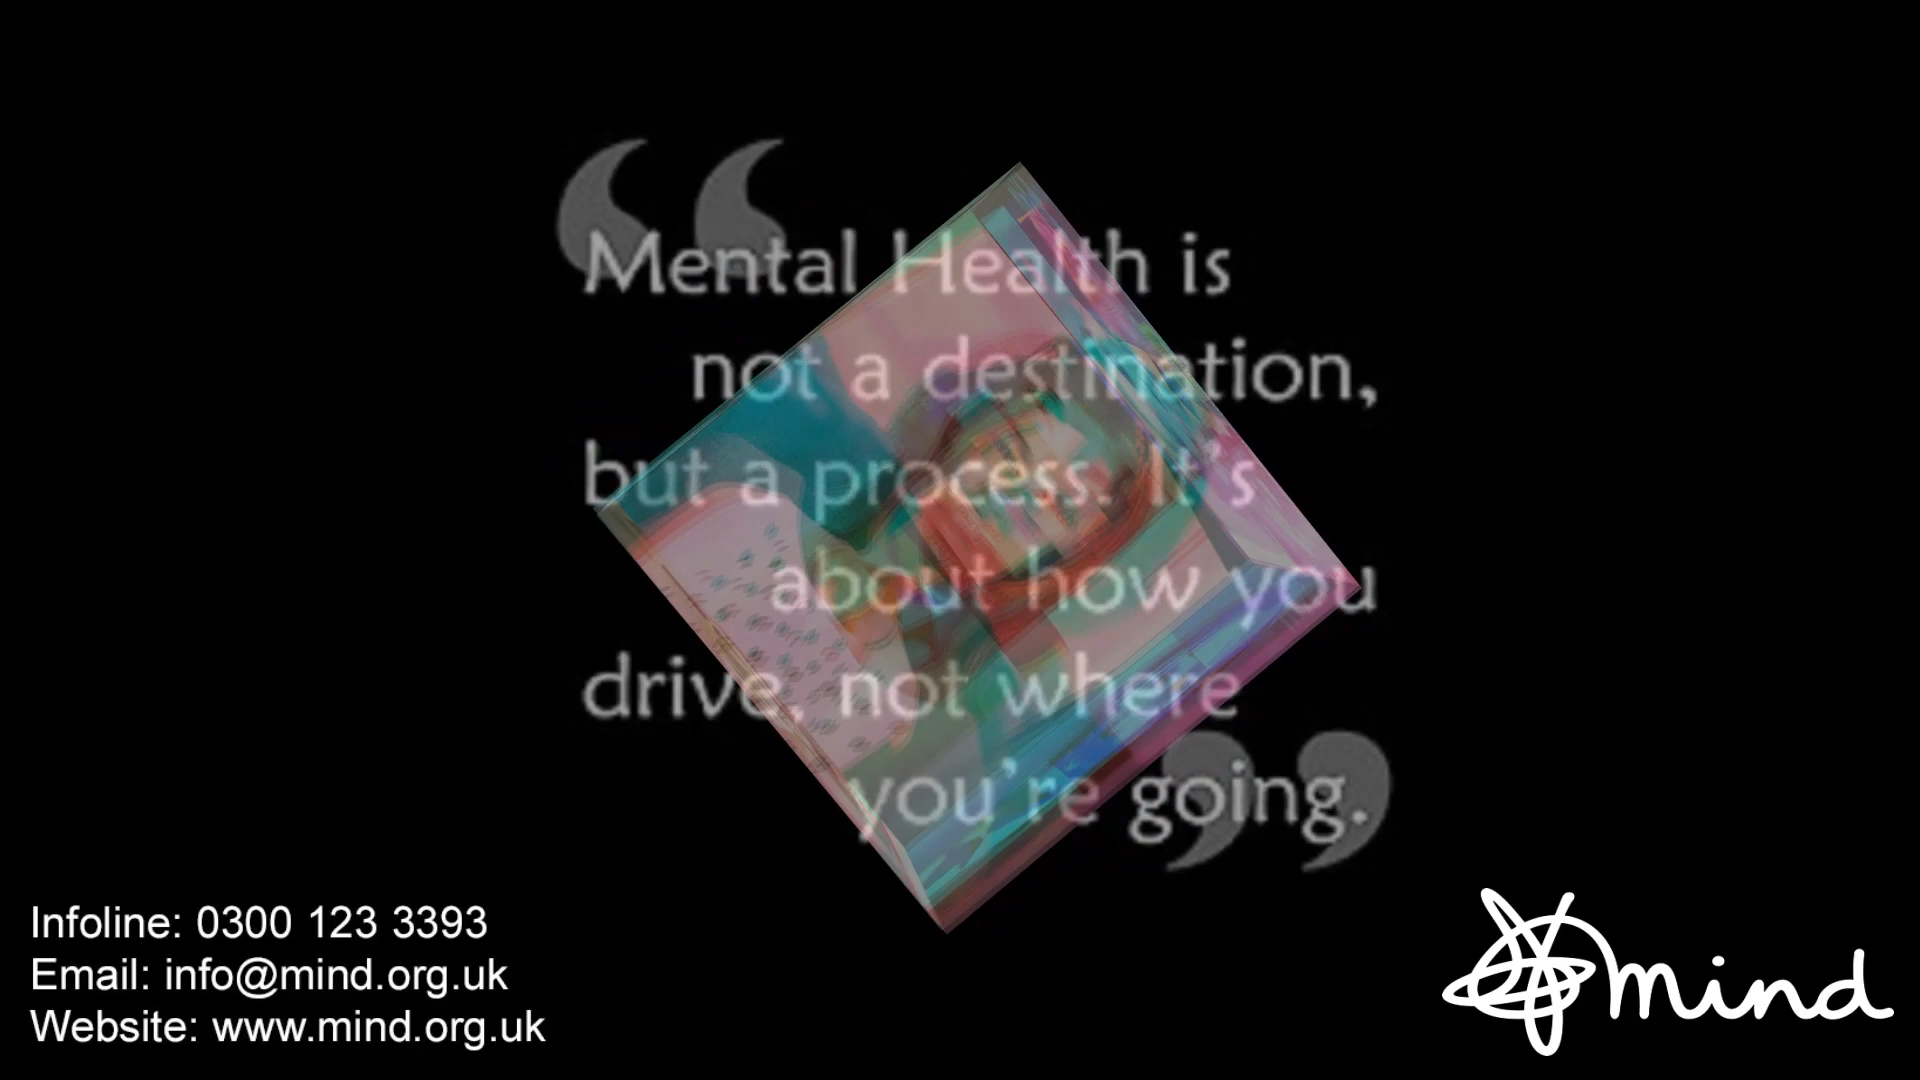 “Mental Health is
not a destination,
but a process. It’s
about how you
drive, not where
you’re going.”
Infoline: 0300 123 3393
Email: info@mind.org.uk
Website: www.mind.org.uk
mind